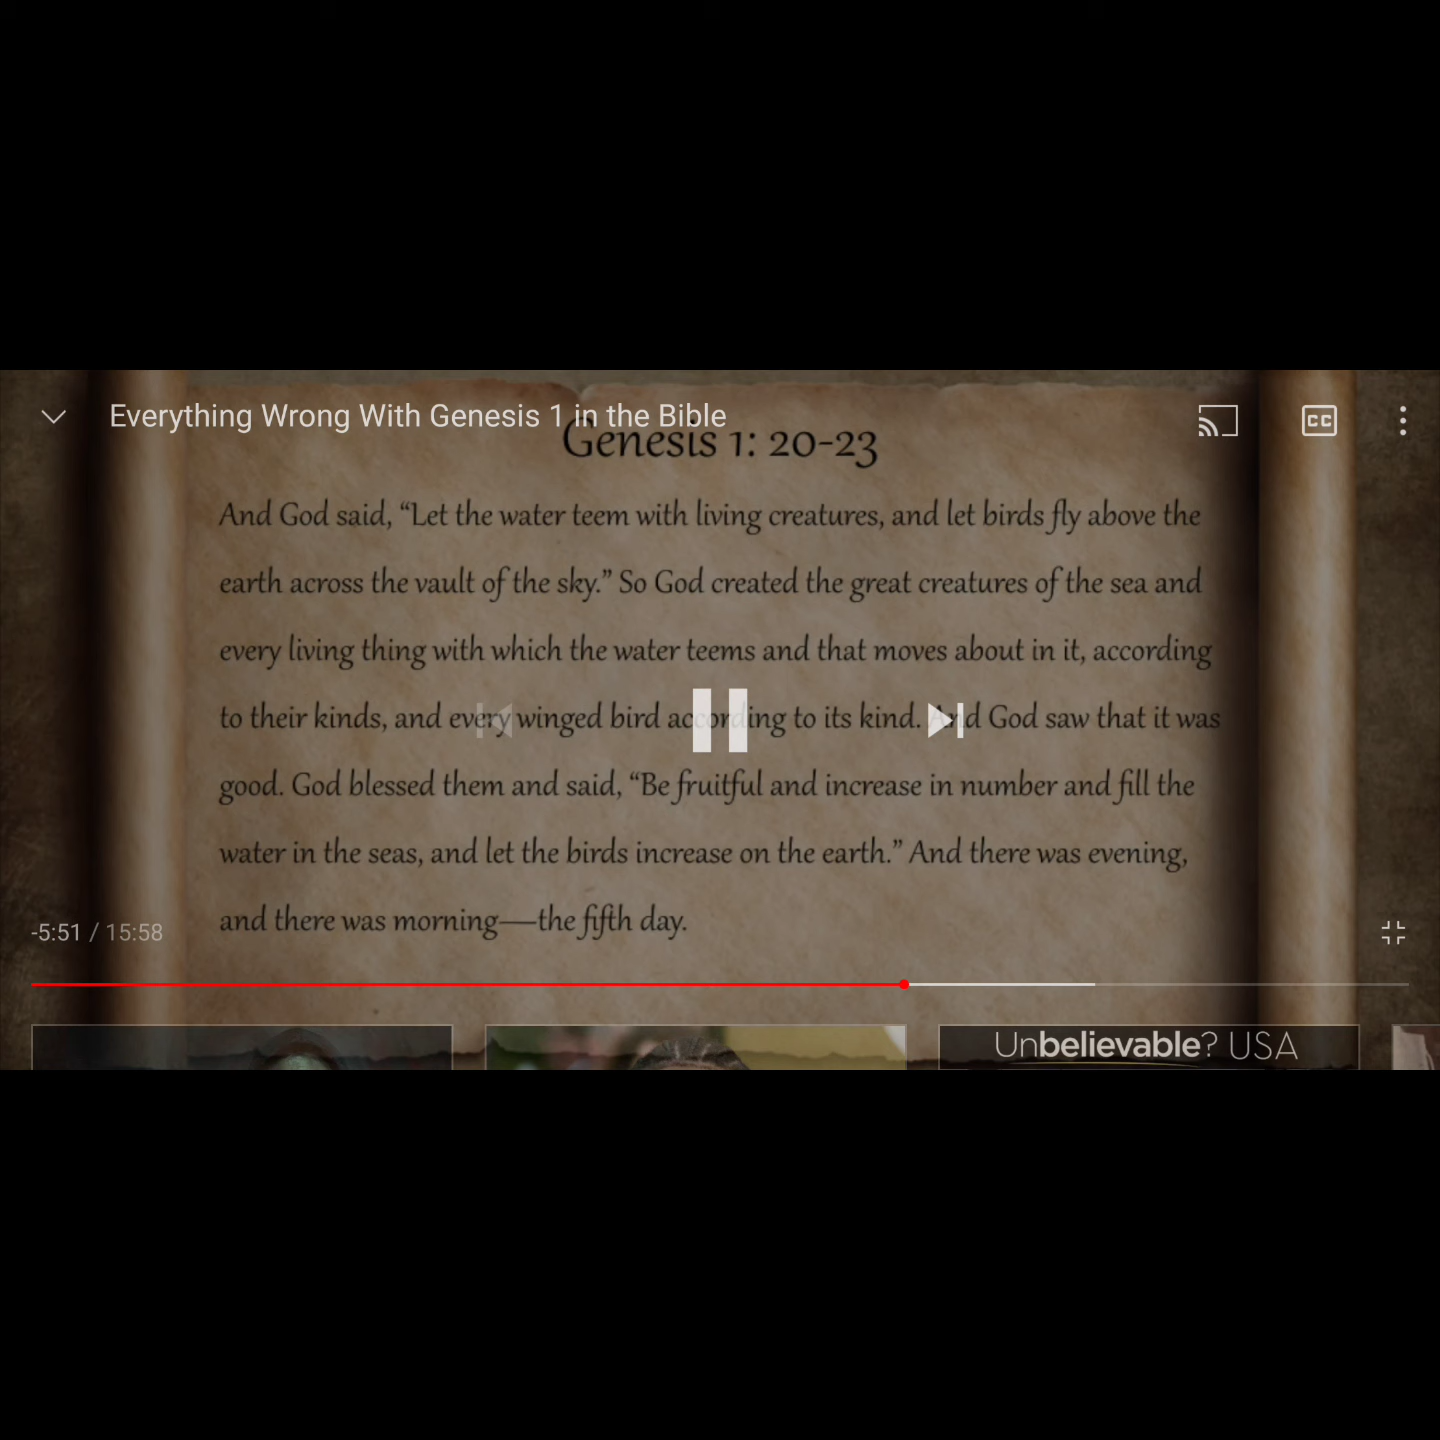 Everything Wrong With Genesis 1 in the Bible
CC
Genesis 1: 20-23
And God said, “Let the water teem with living creatures, and let birds fly above the
earth across the vault of the sky.” So God created the great creatures of the sea and
every living thing with which the water teems and that moves about in it, according
to their kinds, and every winged bird according to its kind. And God saw that it was
good. God blessed them and said, “Be fruitful and increase in number and fill the
water in the seas, and let the birds increase on the earth.” And there was evening,
and there was morning—the fifth day.
-5:51 / 15:58
Unbelievable? USA